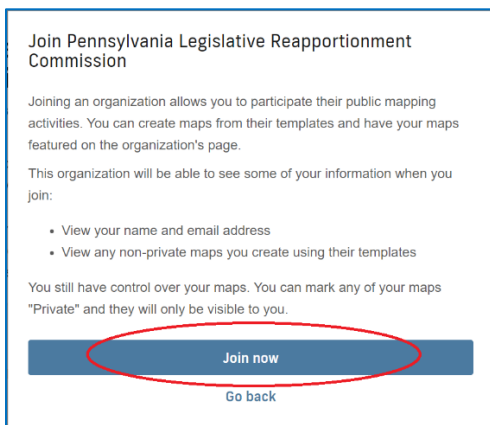 Join Pennsylvania Legislative Reapportionment
Commission
Joining an organization allows you to participate their public mapping
activities. You can create maps from their templates and have your maps
featured on the organization's page.
This organization will be able to see some of your information when you
join:
• View your name and email address
• View any non-private maps you create using their templates
You still have control over your maps. You can mark any of your maps
"Private" and they will only be visible to you.
Join now
Go back